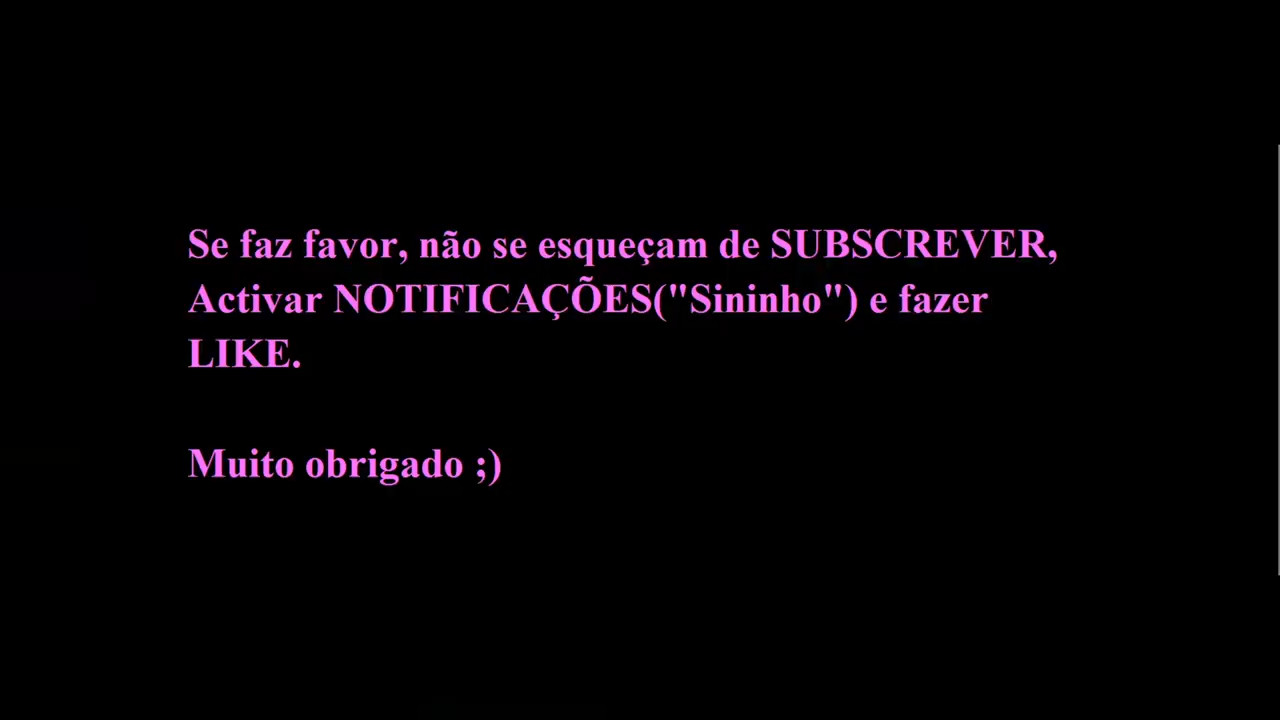 Se faz favor, não se esqueçam de SUBSCREVER,
Activar NOTIFICAÇÕES("Sininho") e fazer
LIKE.
Muito obrigado ;)